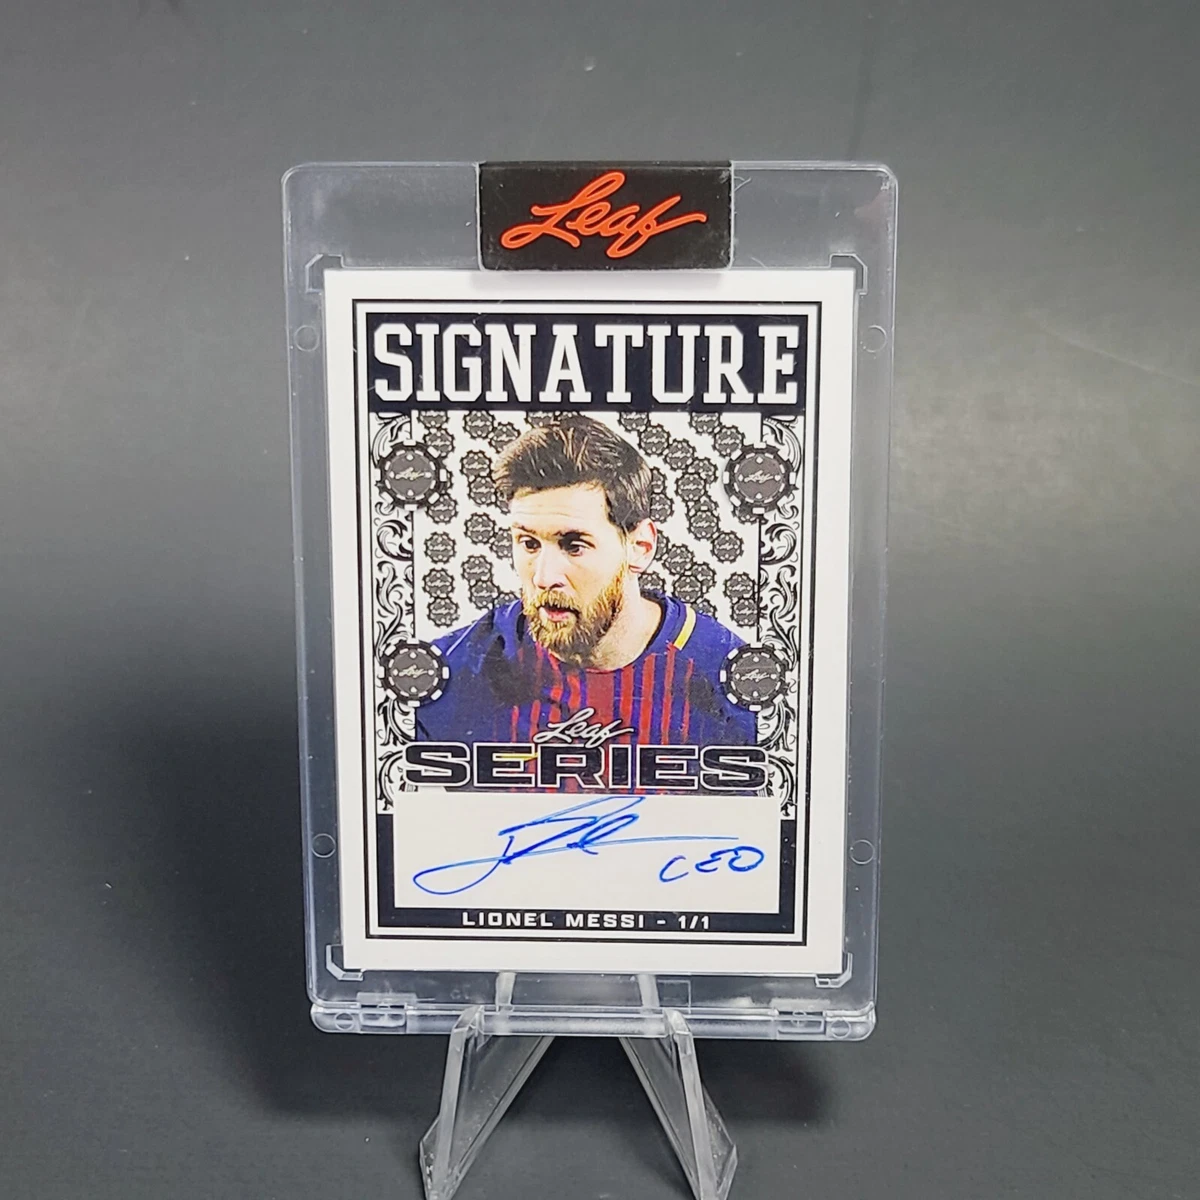 Leaf
SIGNATURE
Leaf
SERIES
CEO
LIONEL MESSI - 1/1